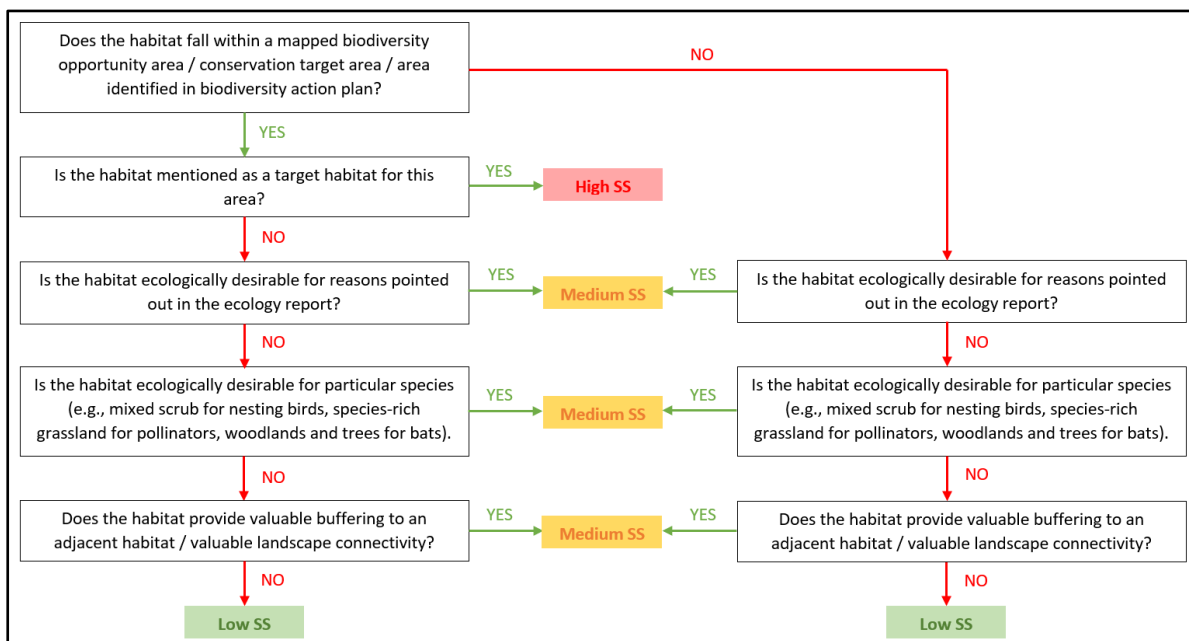 Does the habitat fall within a mapped biodiversity
opportunity area / conservation target area / area
identified in biodiversity action plan?
NO
YES
Is the habitat mentioned as a target habitat for this
area?
YES
High SS
NO
Is the habitat ecologically desirable for reasons pointed
out in the ecology report?
YES
Medium SS
YES
Is the habitat ecologically desirable for reasons pointed
out in the ecology report?
NO
NO
Is the habitat ecologically desirable for particular species
(e.g., mixed scrub for nesting birds, species-rich
grassland for pollinators, woodlands and trees for bats).
YES
Medium SS
YES
Is the habitat ecologically desirable for particular species
(e.g., mixed scrub for nesting birds, species-rich
grassland for pollinators, woodlands and trees for bats).
NO
NO
Does the habitat provide valuable buffering to an
adjacent habitat / valuable landscape connectivity?
YES
Medium SS
YES
Does the habitat provide valuable buffering to an
adjacent habitat / valuable landscape connectivity?
NO
NO
Low SS
Low SS